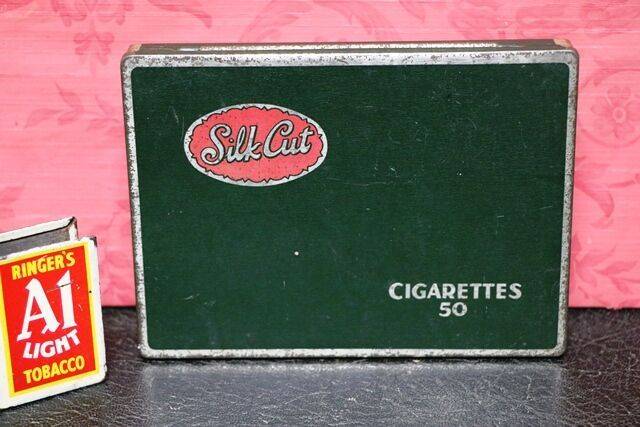 Silk Cut
CIGARETTES
50
RINGER'S
A1
LIGHT
TOBACCO